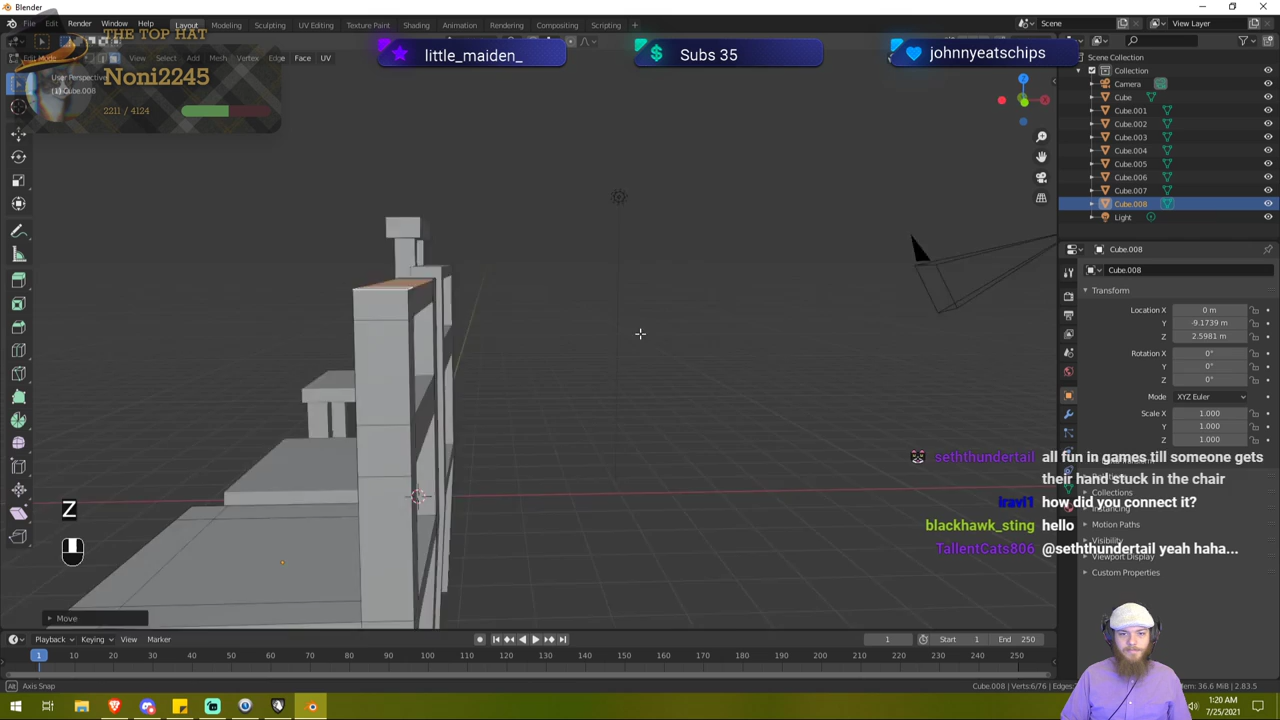 Blender
File Edit Render Window Help Layout Modeling Sculpting UV Editing Texture Paint Shading Animation Rendering Compositing Scripting + Scene View Layer
THE TOP HAT
Noni2245
2211 / 4124
little_maiden_
Subs 35
johnnyeatschips
View Select Add Mesh Vertex Edge Face UV
User Perspective
(1) Cube.008
Scene Collection
Collection
Camera
Cube
Cube.001
Cube.002
Cube.003
Cube.004
Cube.005
Cube.006
Cube.007
Cube.008
Light
Cube.008
Cube.008
Transform
Location X 0 m
Y -9.1739 m
Z 2.5981 m
Rotation X 0°
Y 0°
Z 0°
Mode XYZ Euler
Scale X 1.000
Y 1.000
Z 1.000
seththundertail all fun in games till someone gets
their hand stuck in the chair
iravi1 how did you connect it?
blackhawk_sting hello
TallentCats806 @seththundertail yeah haha...
Motion Paths
Visibility
Viewport Display
Custom Properties
Z
Move
Playback Keying View Marker 1 Start 1 End 250
1 10 20 30 40 50 60 70 80 90 100 110 120 130 140 150 160 170 180 190 200 210 220 230 240 250
Alt Axis Snap
Cube.008 | Verts:6/76 | Edges: Mem: 36.6 MiB | 2.83.5
1:20 AM
7/25/2021